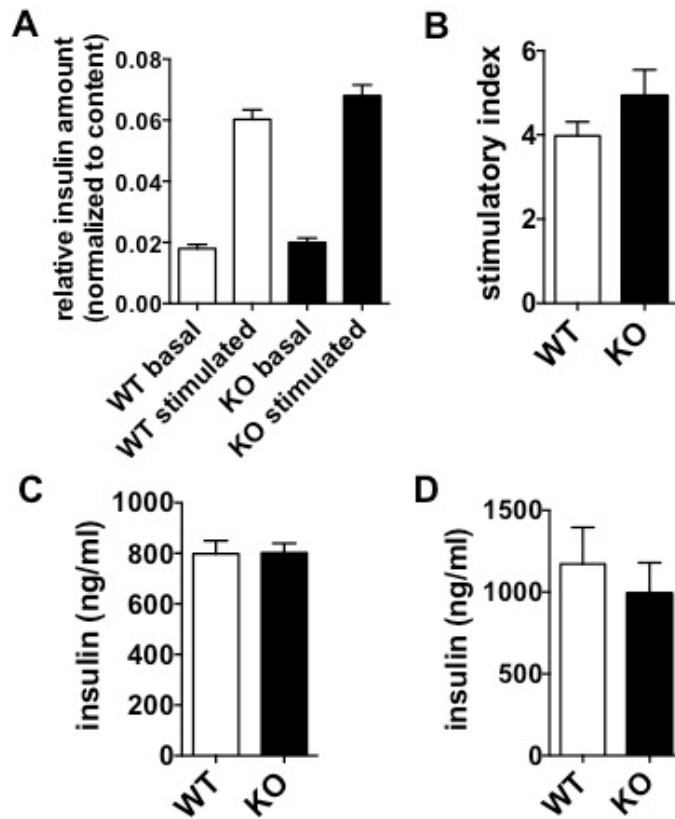 A
relative insulin amount
(normalized to content)
0.08
0.06
0.04
0.02
0.00
WT basal
WT stimulated
KO basal
KO stimulated
B
stimulatory index
6
4
2
0
WT
KO
C
insulin (ng/ml)
1000
800
600
400
200
0
WT
KO
D
insulin (ng/ml)
1500
1000
500
0
WT
KO